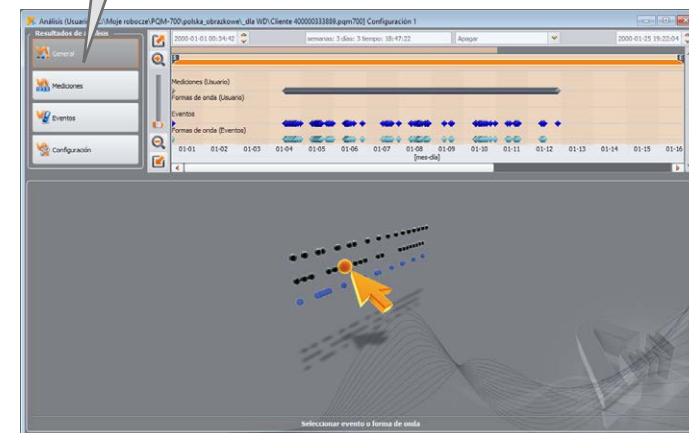 Análisis (Usuario C:\Moje robocze\PQM-700\polska_obrazkowe\_dla WD\Cliente 400000333889.pqm700] Configuración 1
Resultados de análisis
General
Mediciones
Eventos
Configuración
2000-01-01 00:34:42
semanas: 3 días: 3 tiempo: 18:47:22
Apagar
2000-01-25 19:22:04
Mediciones (Usuario)
Formas de onda (Usuario)
Eventos
Formas de onda (Eventos)
01-01 01-02 01-03 01-04 01-05 01-06 01-07 01-08 01-09 01-10 01-11 01-12 01-13 01-14 01-15 01-16
[mes-día]
Seleccionar evento o forma de onda